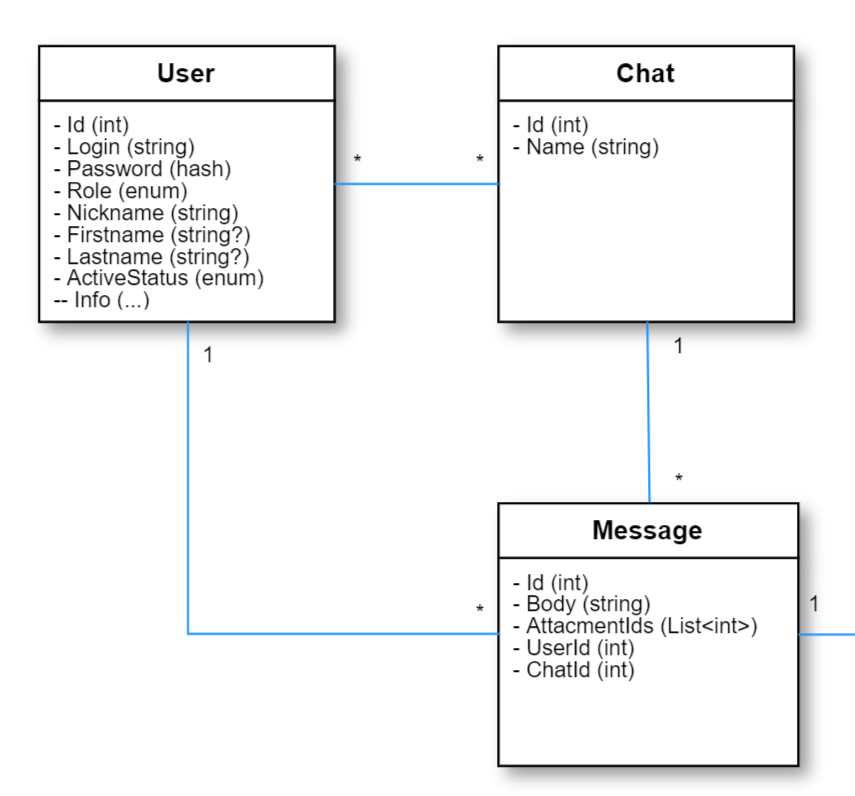 User
- Id (int)
- Login (string)
- Password (hash)
- Role (enum)
- Nickname (string)
- Firstname (string?)
- Lastname (string?)
- ActiveStatus (enum)
-- Info (...)
*
*
Chat
- Id (int)
- Name (string)
1
1
*
Message
- Id (int)
- Body (string)
- AttacmentIds (List<int>)
- UserId (int)
- ChatId (int)
*
1